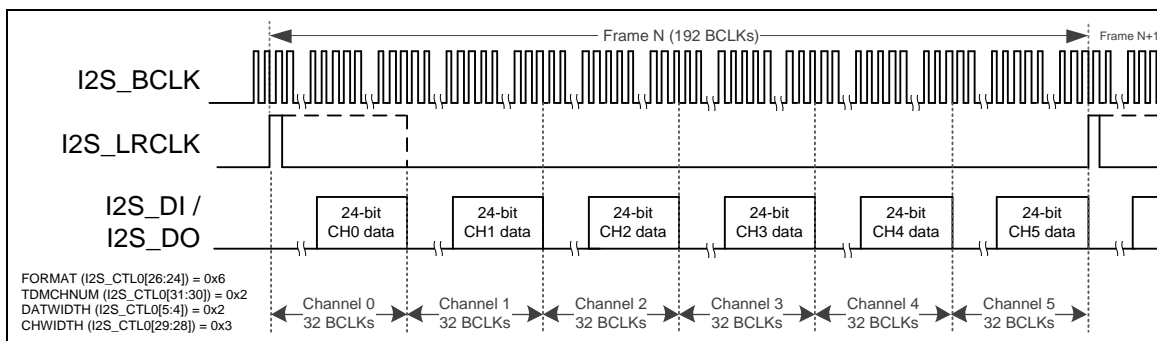 Frame N (192 BCLKs)
Frame N+1
I2S_BCLK
I2S_LRCLK
I2S_DI /
I2S_DO
24-bit
CH0 data
24-bit
CH1 data
24-bit
CH2 data
24-bit
CH3 data
24-bit
CH4 data
24-bit
CH5 data
FORMAT (I2S_CTL0[26:24]) = 0x6
TDMCHNUM (I2S_CTL0[31:30]) = 0x2
DATWIDTH (I2S_CTL0[5:4]) = 0x2
CHWIDTH (I2S_CTL0[29:28]) = 0x3
Channel 0
32 BCLKs
Channel 1
32 BCLKs
Channel 2
32 BCLKs
Channel 3
32 BCLKs
Channel 4
32 BCLKs
Channel 5
32 BCLKs